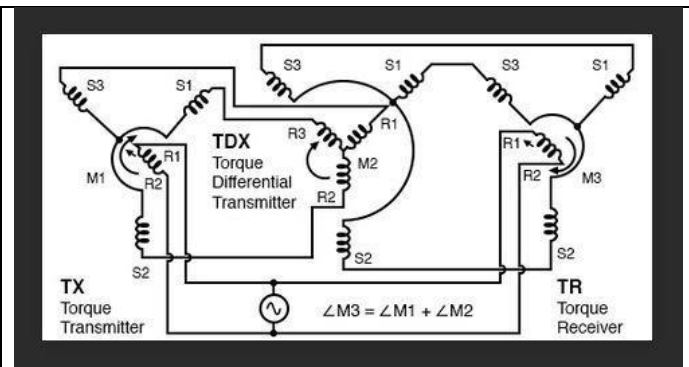 S3
S1
S3
S1
S3
S1
R3
R1
TDX
Torque
Differential
Transmitter
M2
R2
M1
R1
R2
R1
R2
M3
S2
S2
S2
TX
Torque
Transmitter
∠M3 = ∠M1 + ∠M2
TR
Torque
Receiver